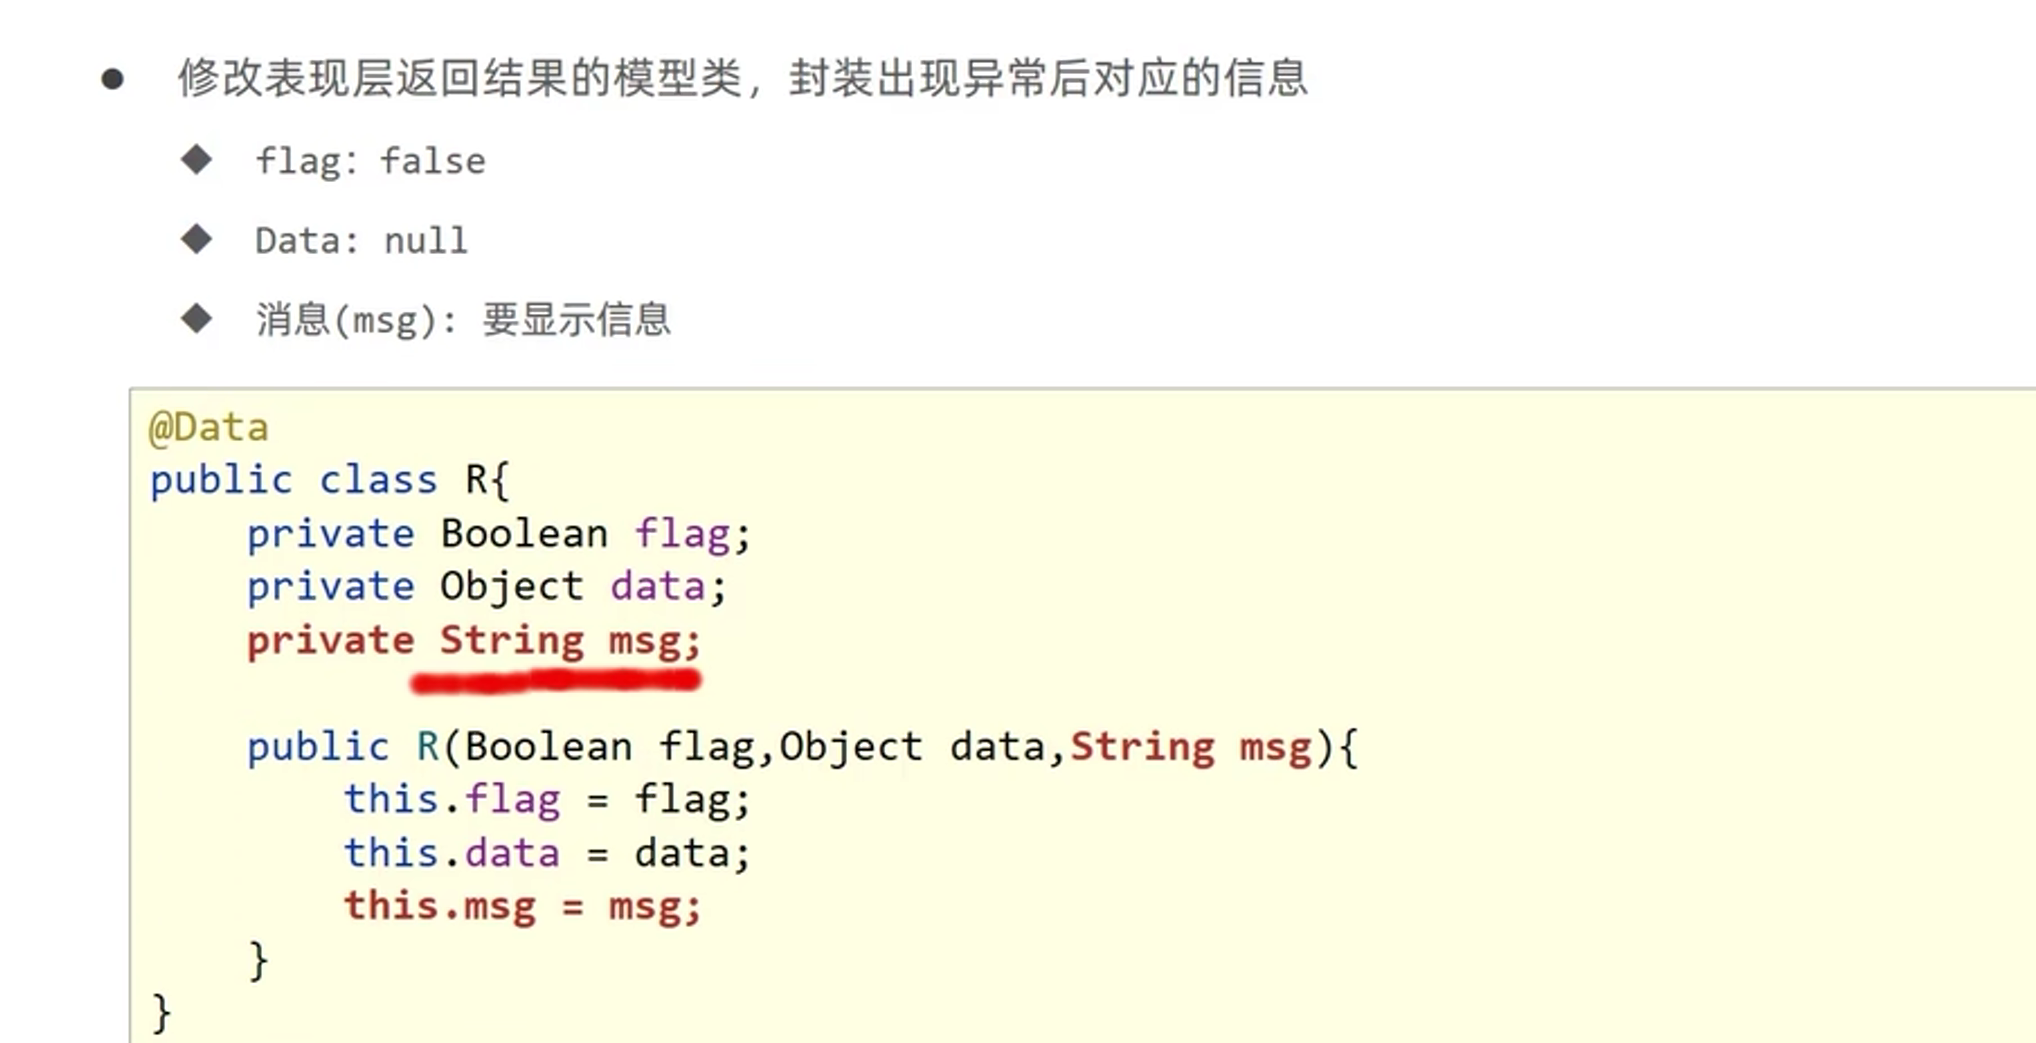 ● 修改表现层返回结果的模型类，封装出现异常后对应的信息
◆ flag：false
◆ Data: null
◆ 消息(msg): 要显示信息
@Data
public class R{
    private Boolean flag;
    private Object data;
    private String msg;
    public R(Boolean flag,Object data,String msg){
        this.flag = flag;
        this.data = data;
        this.msg = msg;
    }
}